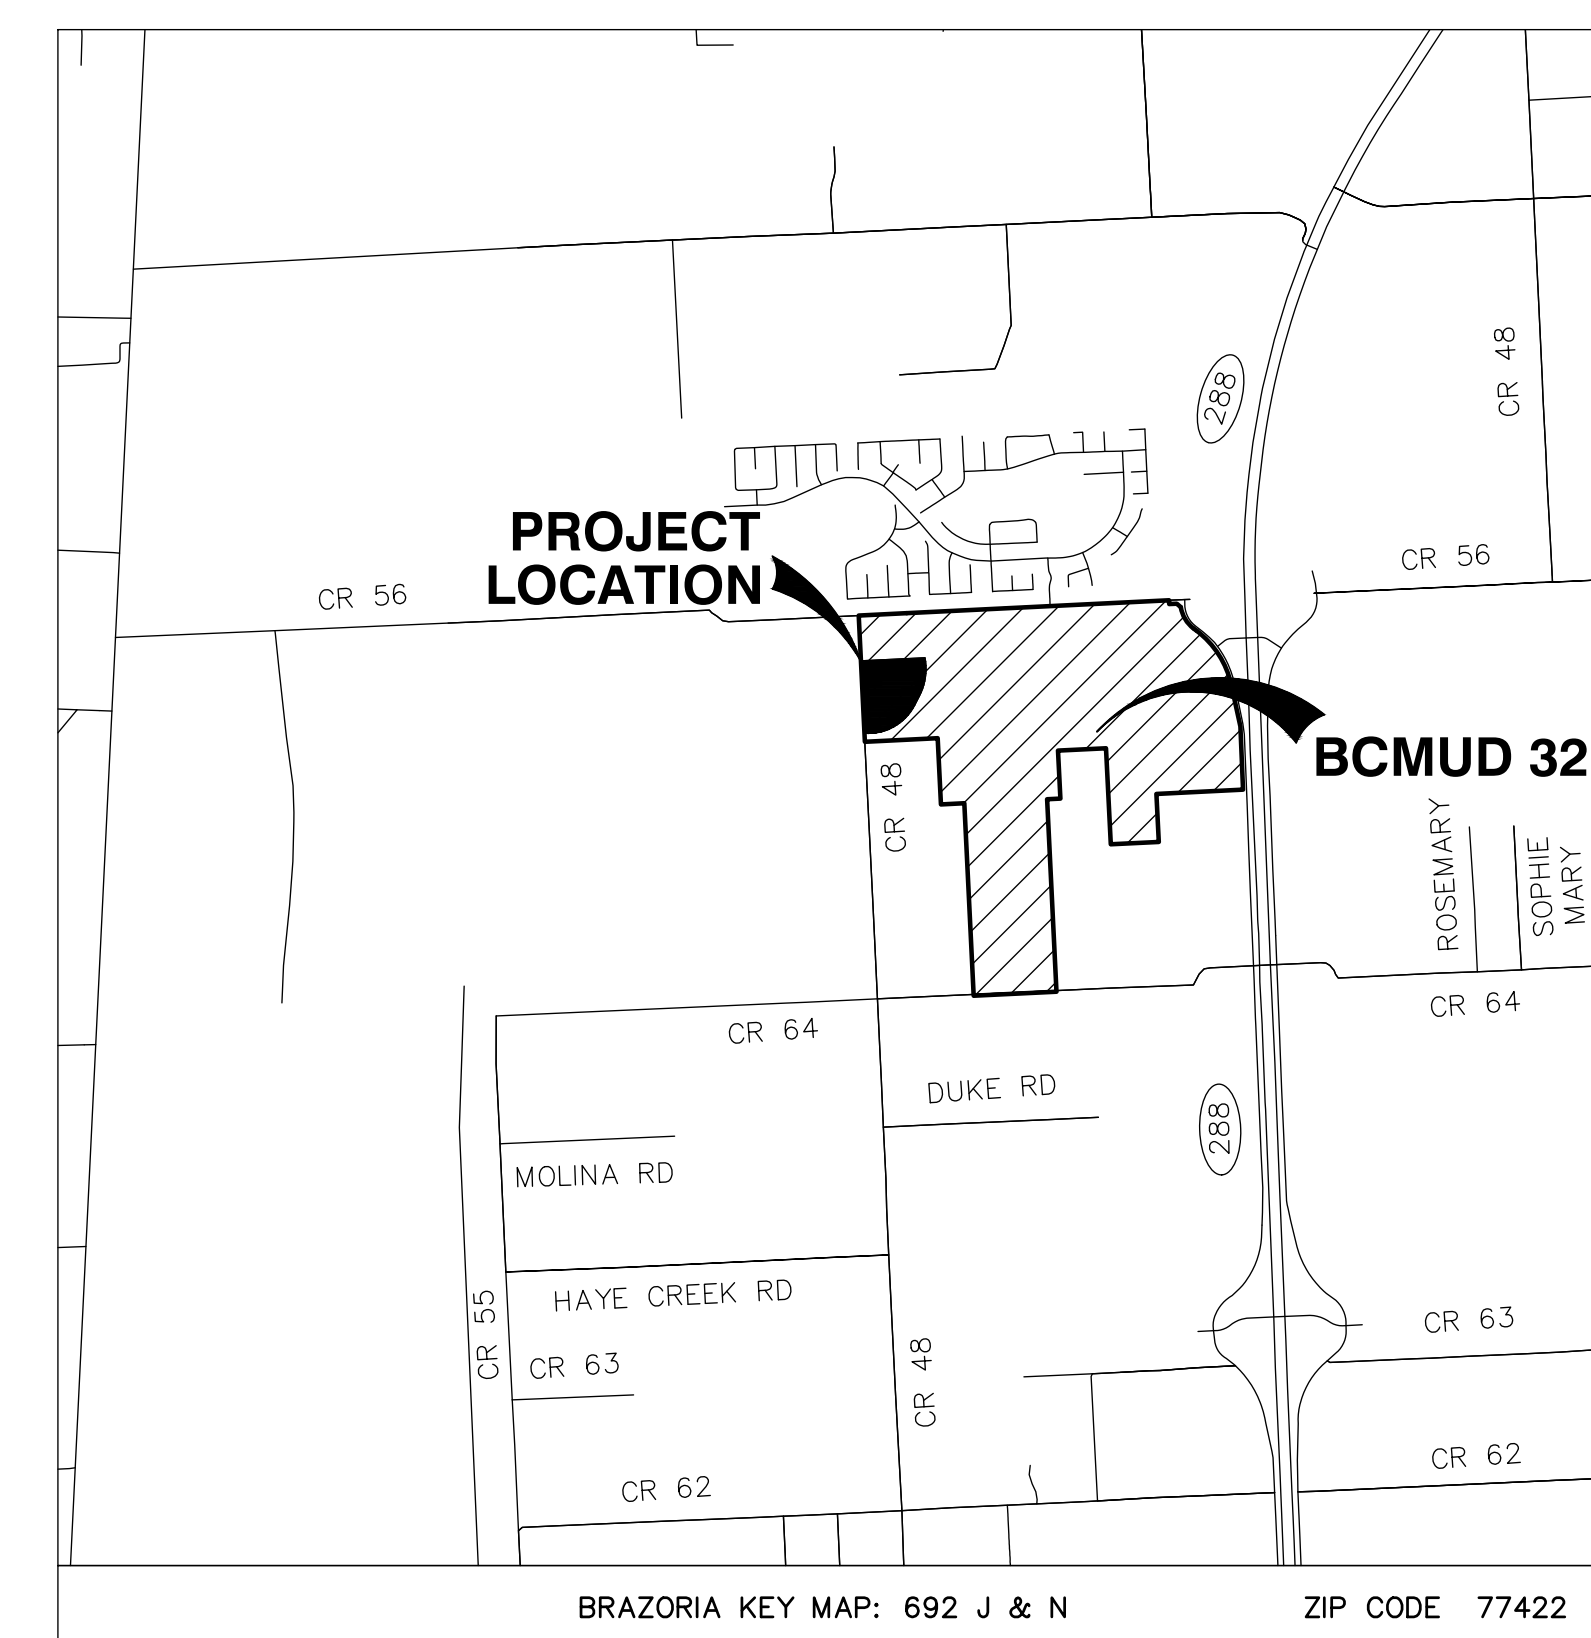 288
CR 48
PROJECT
LOCATION
CR 56
CR 56
BCMUD 32
CR 48
ROSEMARY
SOPHIE
MARY
CR 64
CR 64
DUKE RD
288
MOLINA RD
HAYE CREEK RD
CR 55
CR 63
CR 63
CR 48
CR 62
CR 62
BRAZORIA KEY MAP: 692 J & N
ZIP CODE 77422